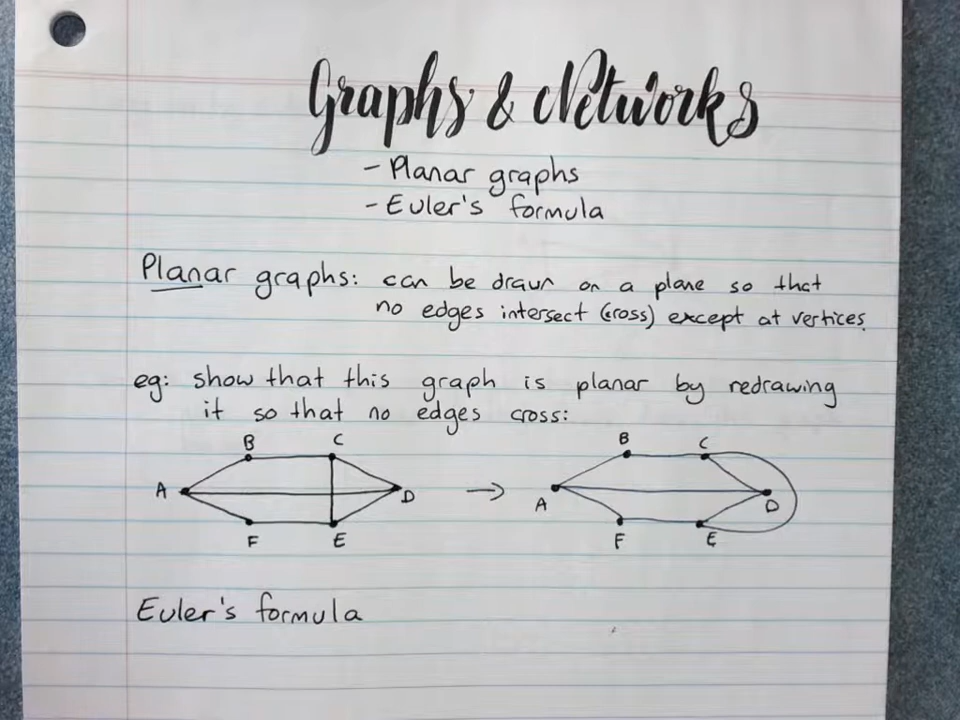 Graphs & Networks
- Planar graphs
- Euler's formula
Planar graphs: can be drawn on a plane so that
no edges intersect (cross) except at vertices.
eg: show that this graph is planar by redrawing
it so that no edges cross:
B C B C
A D → A D
F E F E
Euler's formula